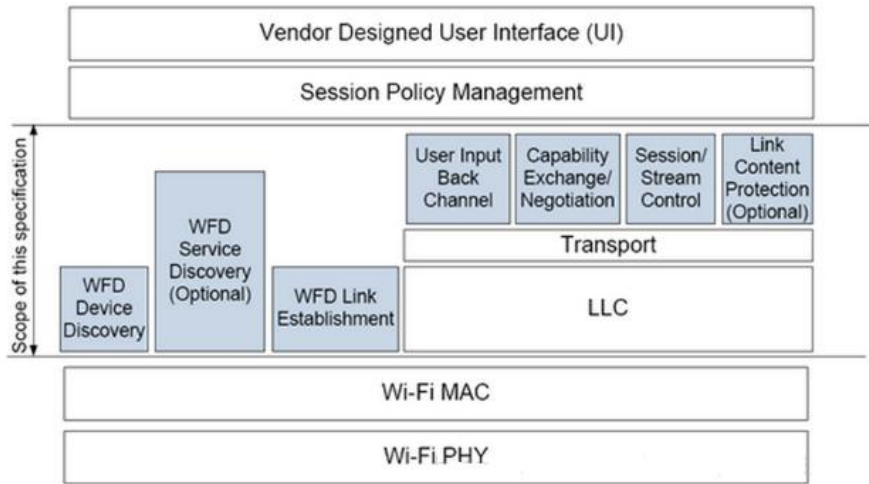 Vendor Designed User Interface (UI)
Session Policy Management
Scope of this specification
User Input
Back
Channel
Capability
Exchange/
Negotiation
Session/
Stream
Control
Link
Content
Protection
(Optional)
WFD
Service
Discovery
(Optional)
Transport
WFD
Device
Discovery
WFD Link
Establishment
LLC
Wi-Fi MAC
Wi-Fi PHY